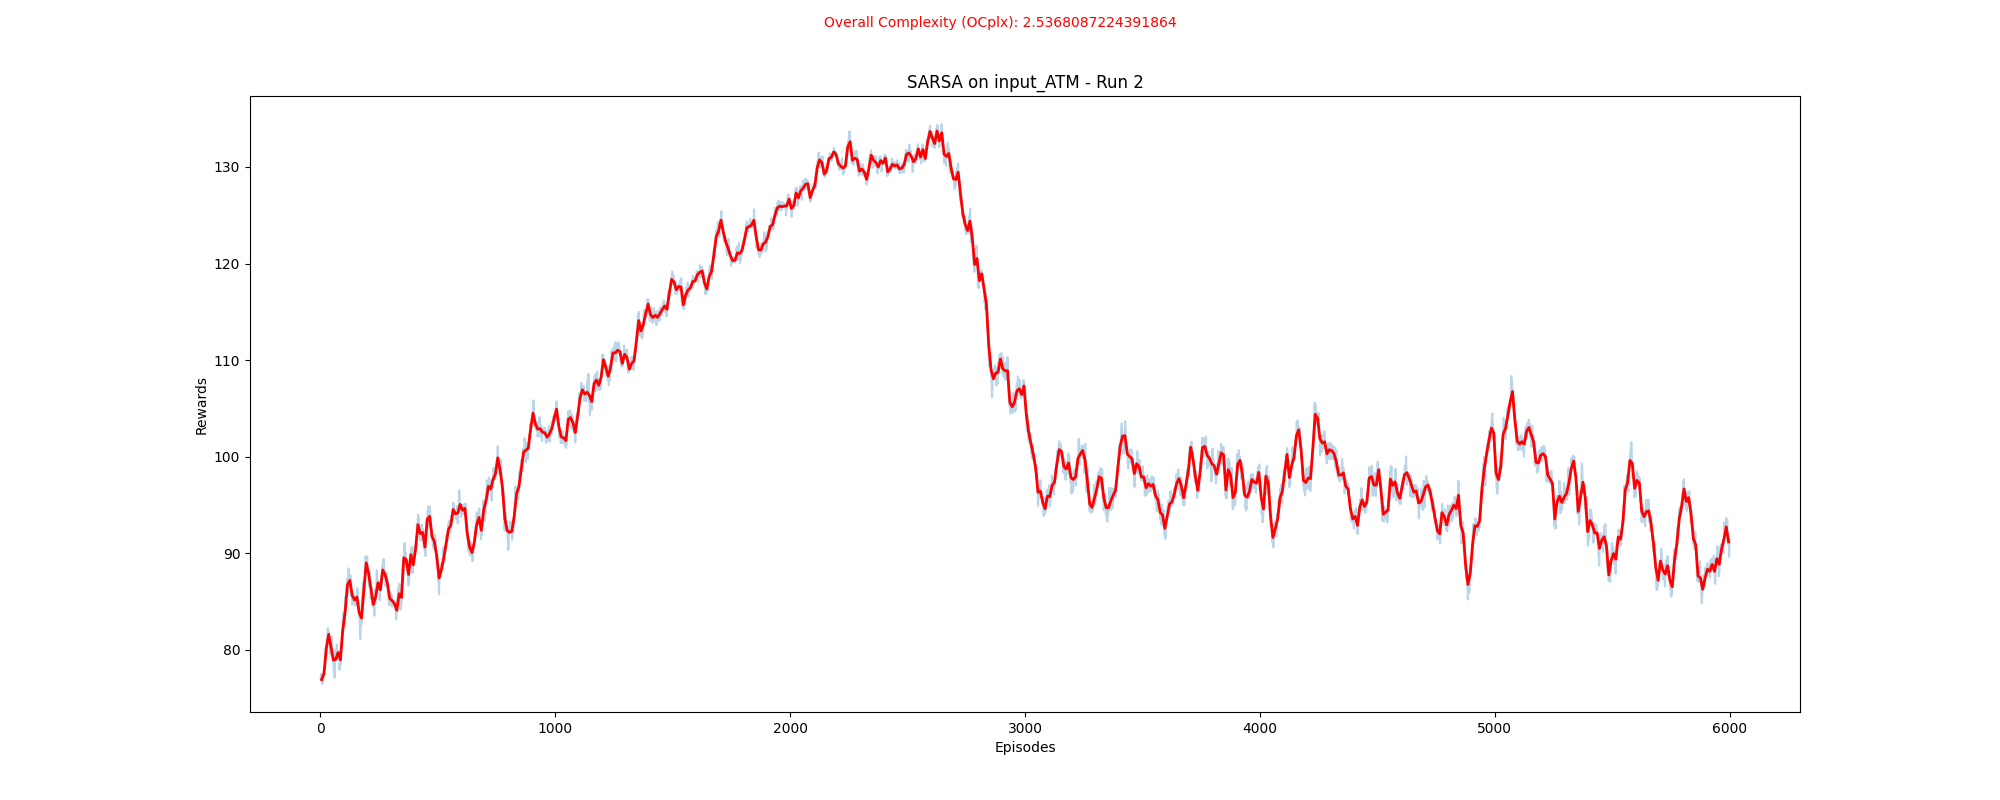 Overall Complexity (OCplx): 2.5368087224391864
SARSA on input_ATM - Run 2
Rewards
130
120
110
100
90
80
0 1000 2000 3000 4000 5000 6000
Episodes